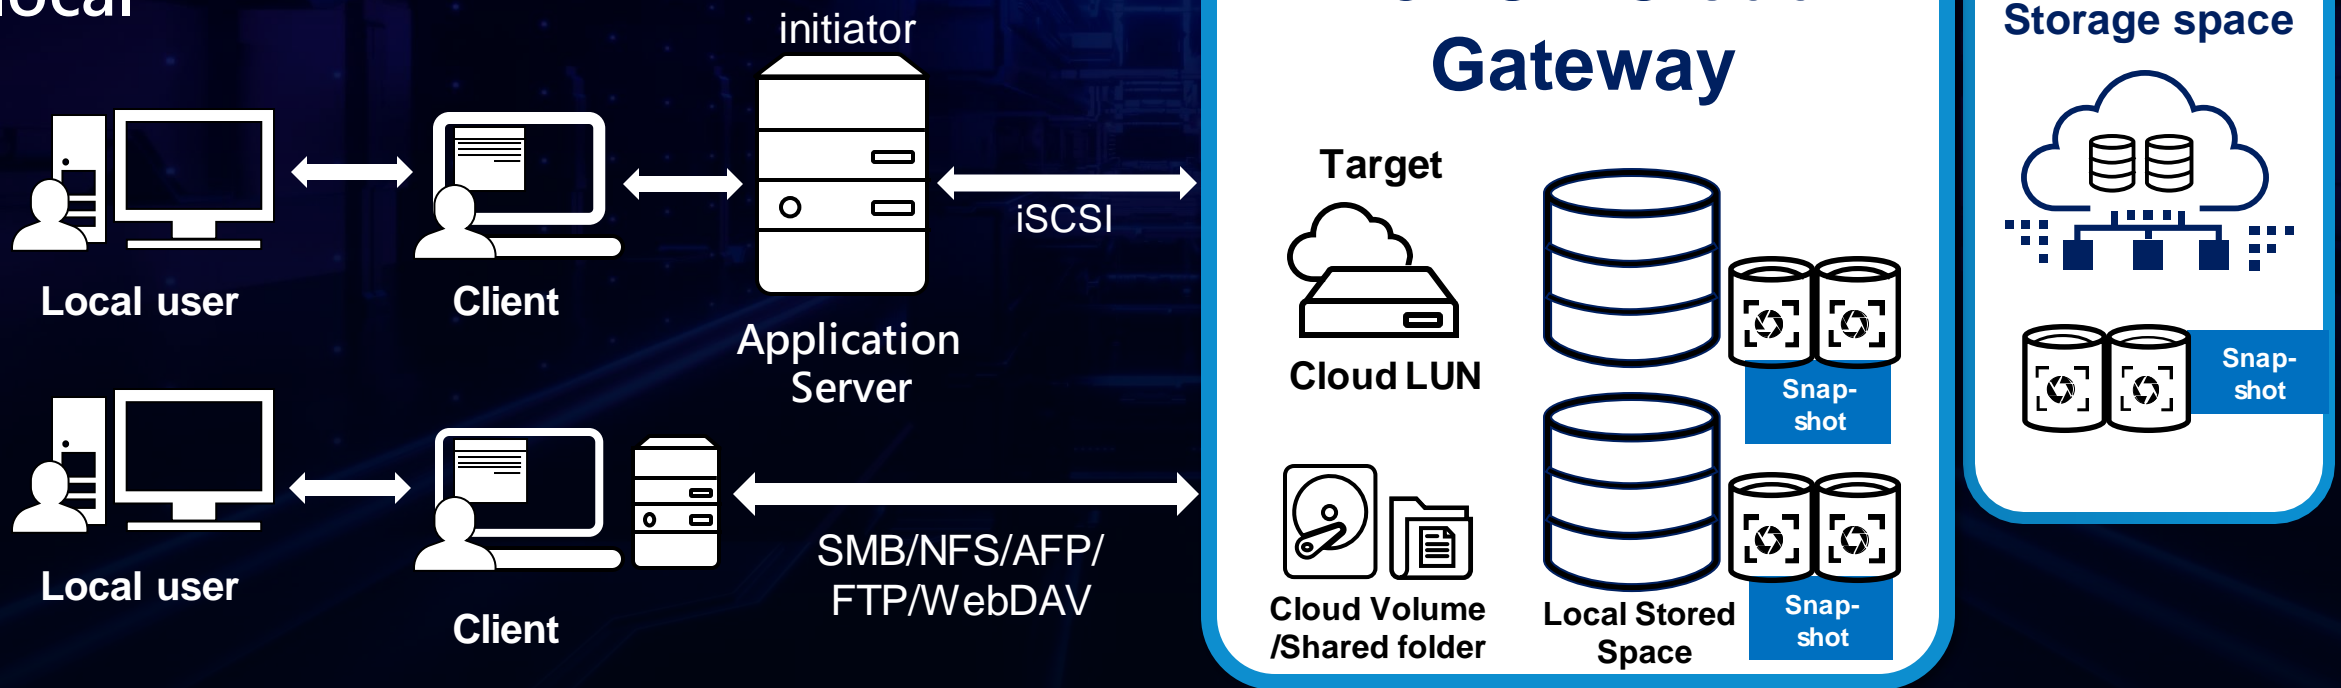 local
initiator
Gateway
Storage space
Target
iSCSI
Local user
Client
Application
Server
Cloud LUN
Snap-
shot
Snap-
shot
SMB/NFS/AFP/
FTP/WebDAV
Local user
Client
Cloud Volume
/Shared folder
Local Stored
Space
Snap-
shot